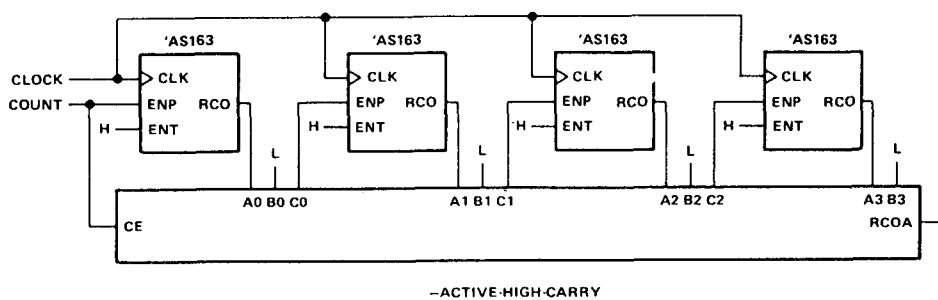 'AS163 'AS163 'AS163 'AS163
CLOCK CLK CLK CLK CLK
COUNT ENP RCO ENP RCO ENP RCO ENP RCO
H ENT H ENT H ENT H ENT
L L L L
A0 B0 C0 A1 B1 C1 A2 B2 C2 A3 B3
CE RCOA
–ACTIVE-HIGH-CARRY